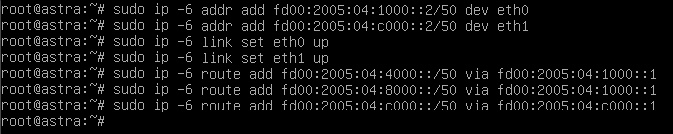 root@astra:~# sudo ip -6 addr add fd00:2005:04:1000::2/50 dev eth0
root@astra:~# sudo ip -6 addr add fd00:2005:04:c000::2/50 dev eth1
root@astra:~# sudo ip -6 link set eth0 up
root@astra:~# sudo ip -6 link set eth1 up
root@astra:~# sudo ip -6 route add fd00:2005:04:4000::/50 via fd00:2005:04:1000::1
root@astra:~# sudo ip -6 route add fd00:2005:04:8000::/50 via fd00:2005:04:1000::1
root@astra:~# sudo ip -6 route add fd00:2005:04:c000::/50 via fd00:2005:04:c000::1
root@astra:~#